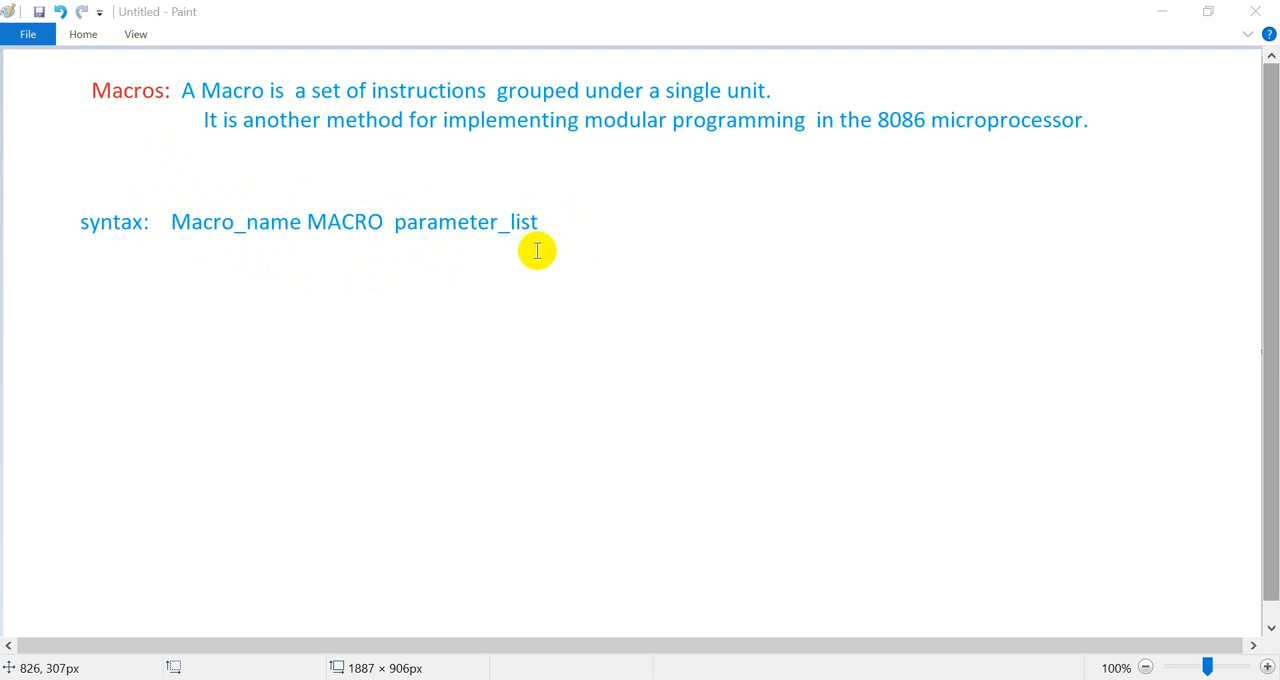 Untitled - Paint
File Home View
Macros: A Macro is a set of instructions grouped under a single unit.
It is another method for implementing modular programming in the 8086 microprocessor.
syntax: Macro_name MACRO parameter_list
826, 307px 1887 × 906px 100%